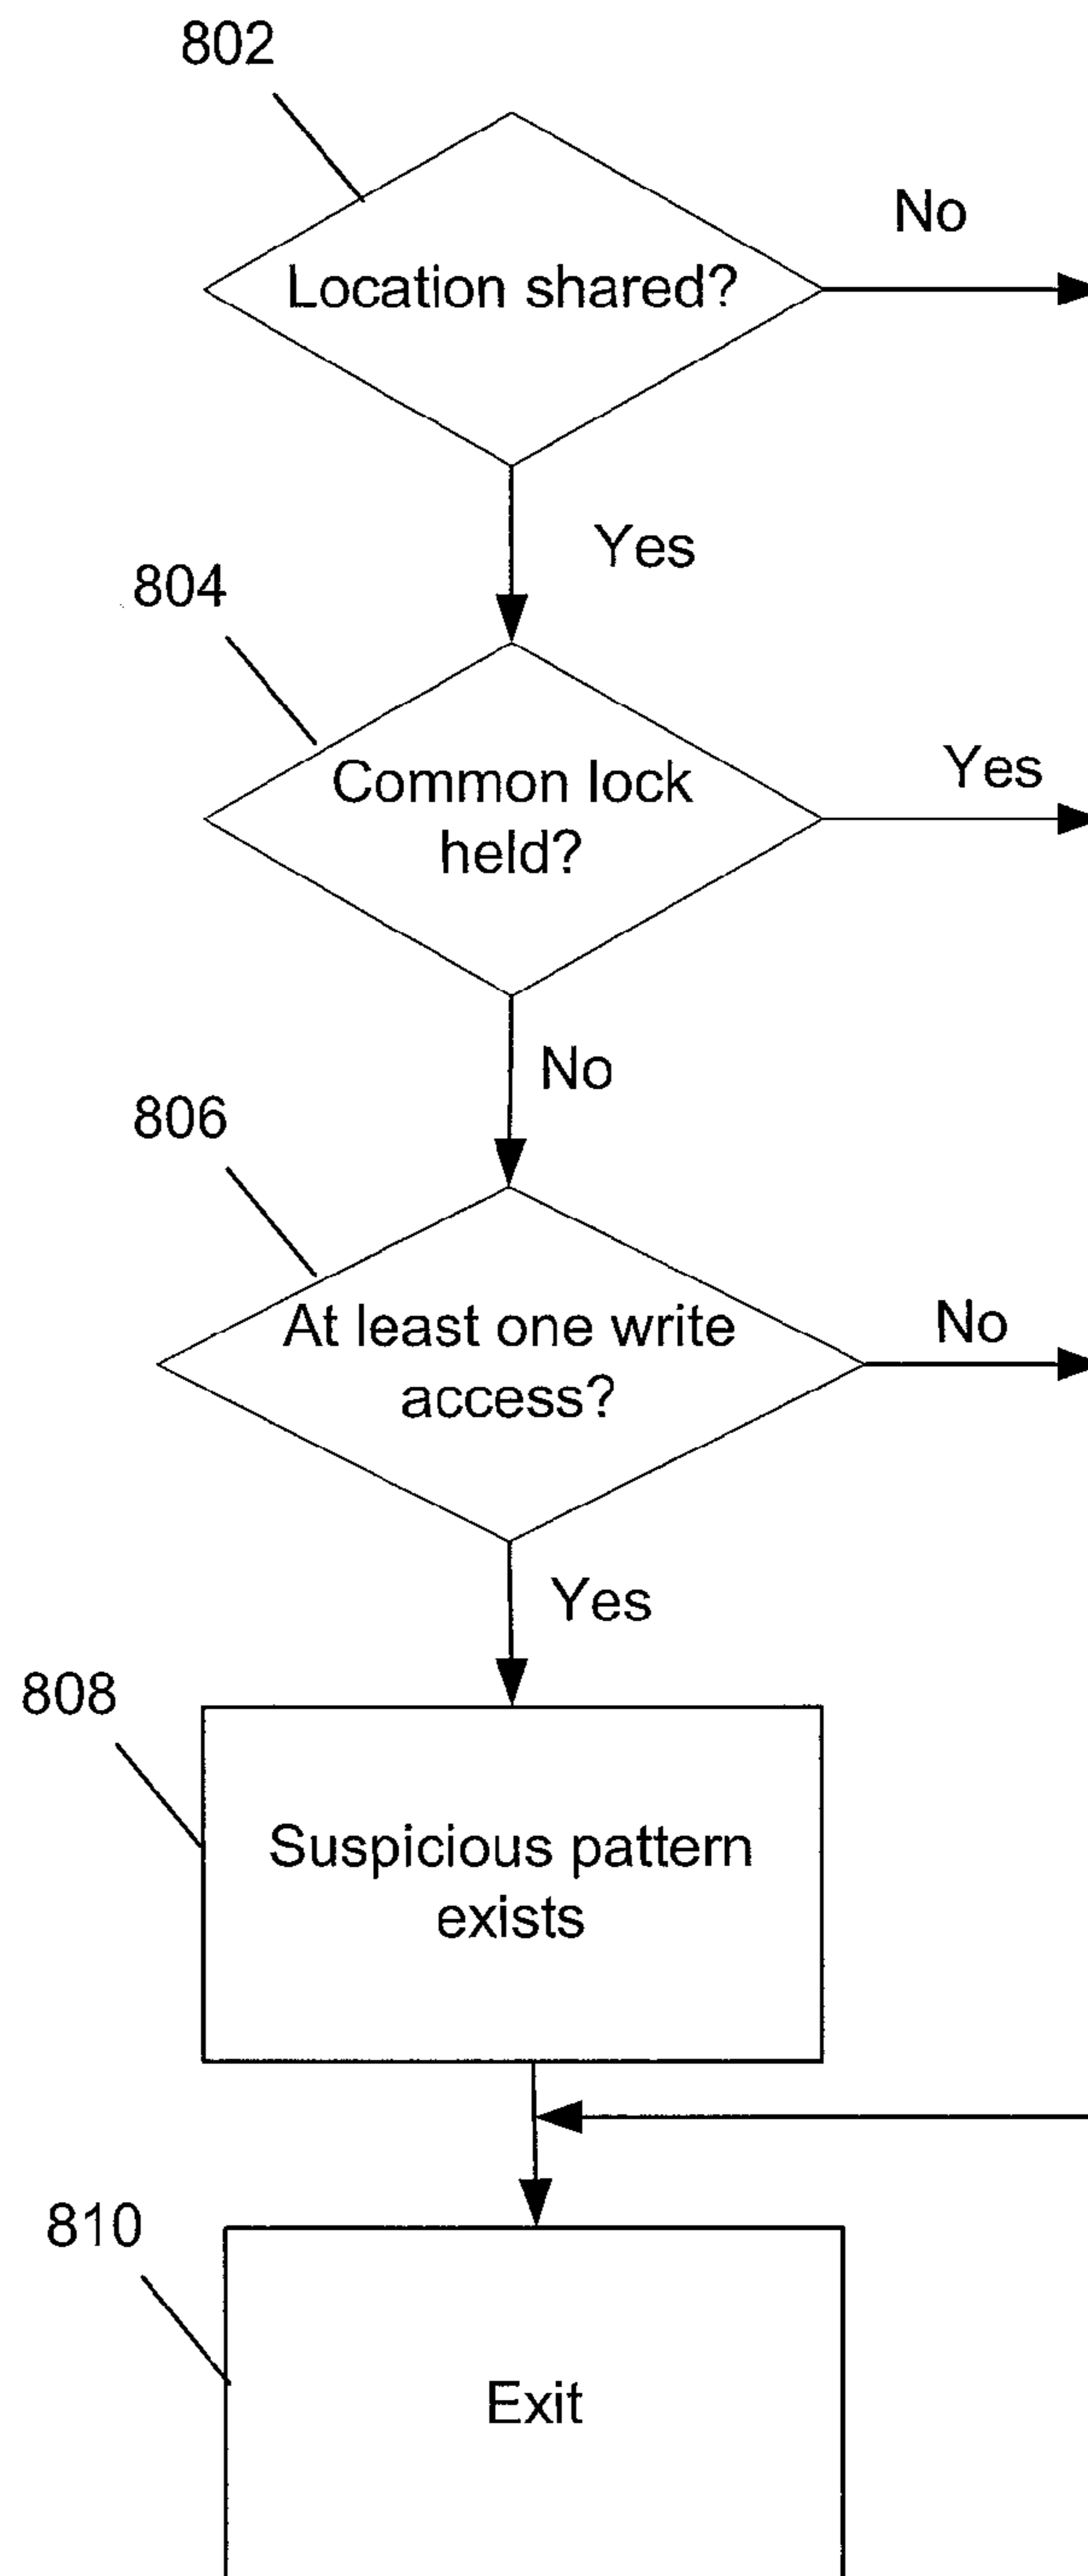 802
No
Location shared?
Yes
804
Yes
Common lock
held?
No
806
No
At least one write
access?
Yes
808
Suspicious pattern
exists
810
Exit